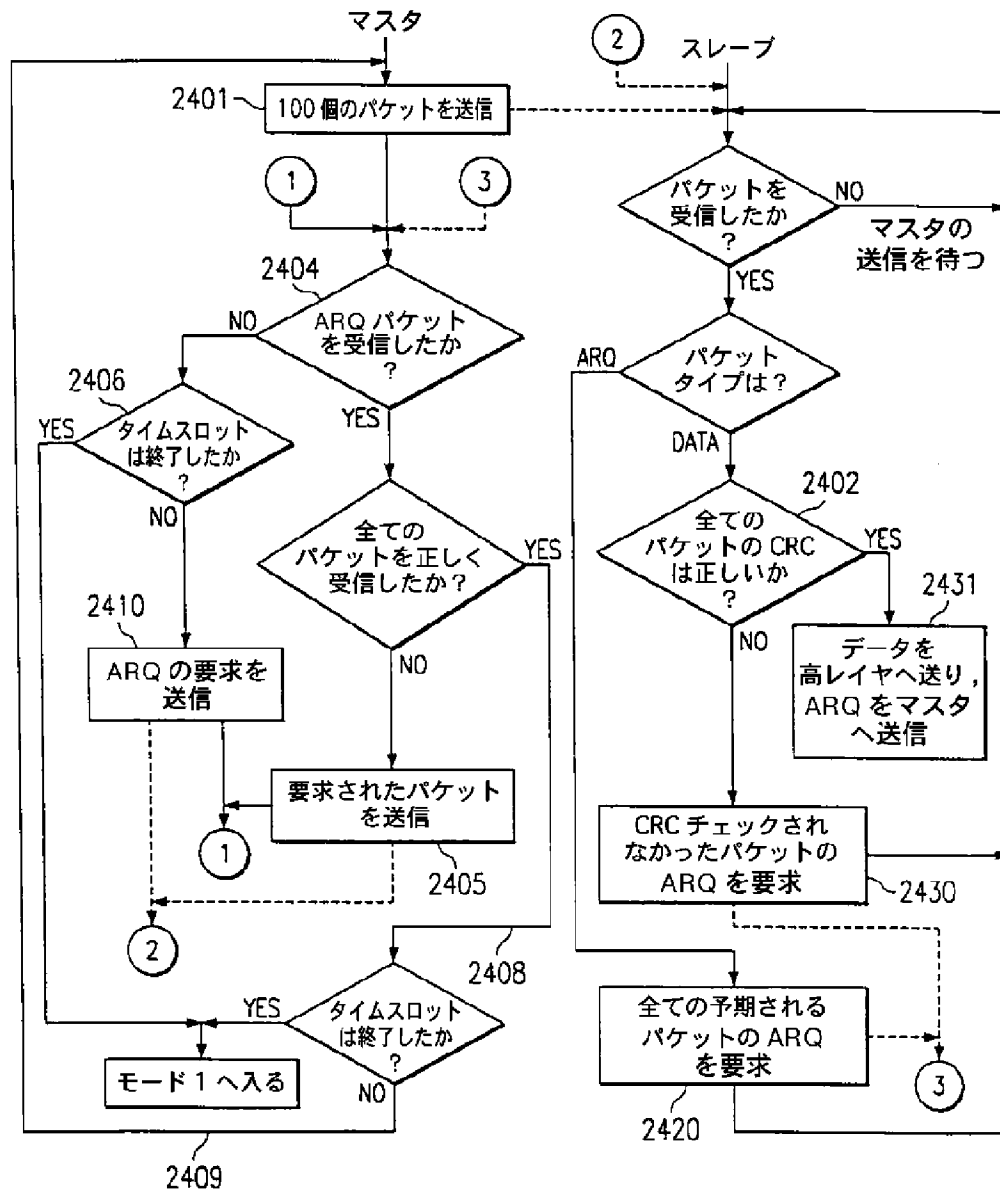 マスタ
2401
100個のパケットを送信
1
3
2404
ARQ パケット
を受信したか
?
NO
YES
2406
タイムスロット
は終了したか
?
YES
NO
全ての
パケットを正しく
受信したか?
YES
NO
2410
ARQ の要求を
送信
要求されたパケット
を送信
2405
1
2
2408
タイムスロット
は終了したか
?
YES
NO
モード 1 へ入る
2409
2
スレーブ
パケットを
受信したか
?
NO
マスタの
送信を待つ
YES
パケット
タイプは?
ARQ
DATA
2402
全ての
パケットの CRC
は正しいか
?
YES
NO
2431
データを
高レイヤへ送り,
ARQ をマスタ
へ送信
CRC チェックされ
なかったパケットの
ARQ を要求
2430
全ての予期される
パケットの ARQ
を要求
2420
3